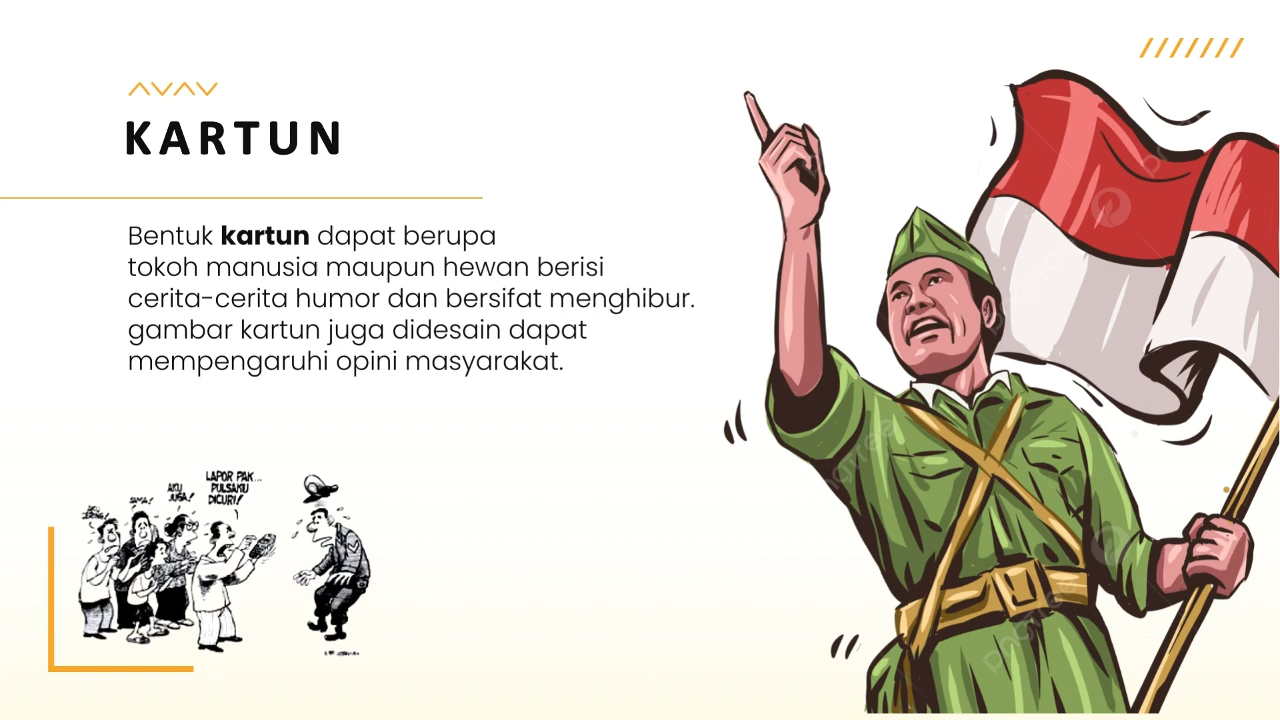 KARTUN
Bentuk kartun dapat berupa
tokoh manusia maupun hewan berisi
cerita-cerita humor dan bersifat menghibur.
gambar kartun juga didesain dapat
mempengaruhi opini masyarakat.
LAPOR PAK...
PULSAKU
DICURI!
AKU
JUGA!
SAMA!
pngtree